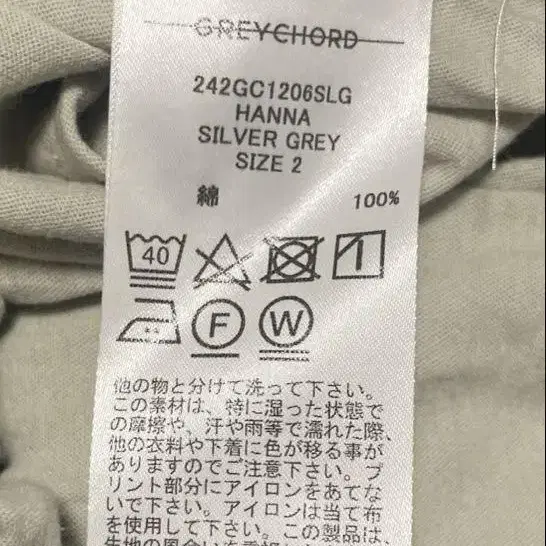 GREYCHORD
242GC1206SLG
HANNA
SILVER GREY
SIZE 2
綿 100%
40
F W
他の物と分けて洗って下さい。
この素材は、特に湿った状態で
の摩擦や、汗や雨等で濡れた際、
他の衣料や下着に色が移る事が
ありますのでご注意下さい。プ
リント部分にアイロンをあてな
いで下さい。アイロンは当て布
を使用して下さい。この製品は、